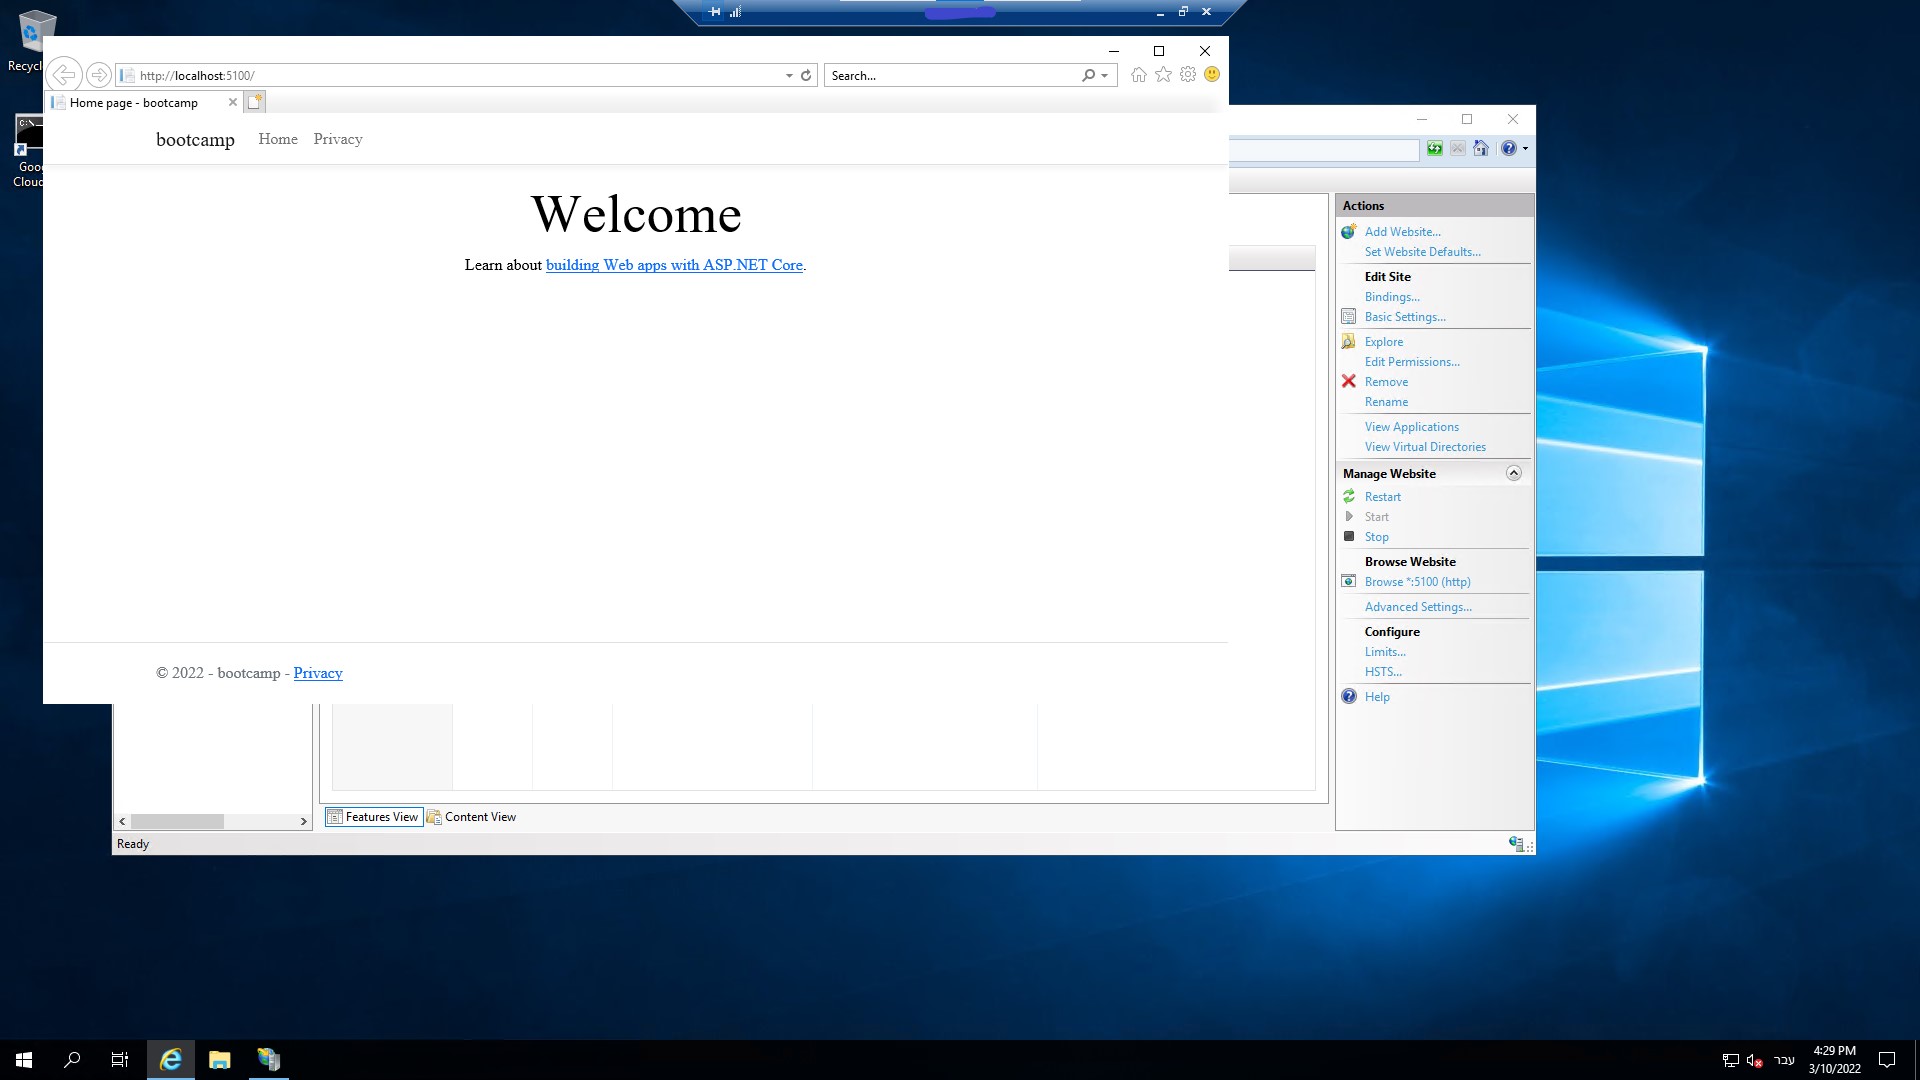 Recycl
Goo
Cloud
http://localhost:5100/
Search...
Home page - bootcamp
bootcamp
Home
Privacy
Welcome
Learn about building Web apps with ASP.NET Core.
© 2022 - bootcamp - Privacy
Actions
Add Website...
Set Website Defaults...
Edit Site
Bindings...
Basic Settings...
Explore
Edit Permissions...
Remove
Rename
View Applications
View Virtual Directories
Manage Website
Restart
Start
Stop
Browse Website
Browse *:5100 (http)
Advanced Settings...
Configure
Limits...
HSTS...
Help
Features View
Content View
Ready
עבר
4:29 PM
3/10/2022